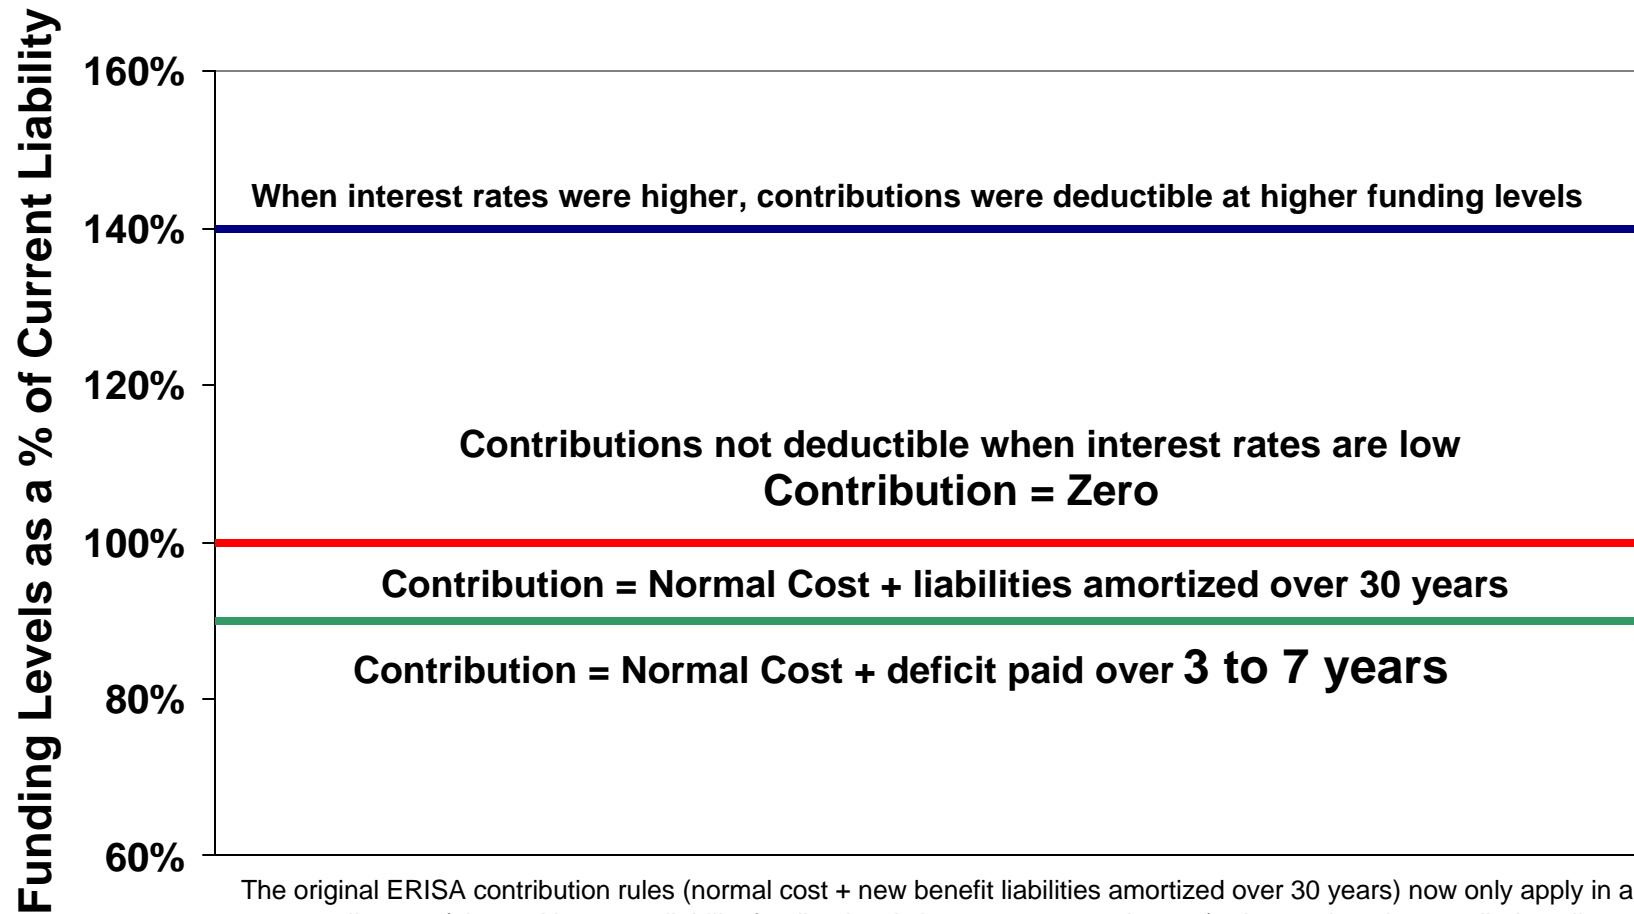 Funding Levels as a % of Current Liability
160%
When interest rates were higher, contributions were deductible at higher funding levels
140%
120%
Contributions not deductible when interest rates are low
Contribution = Zero
100%
Contribution = Normal Cost + liabilities amortized over 30 years
Contribution = Normal Cost + deficit paid over 3 to 7 years
80%
60%
The original ERISA contribution rules (normal cost + new benefit liabilities amortized over 30 years) now only apply in a